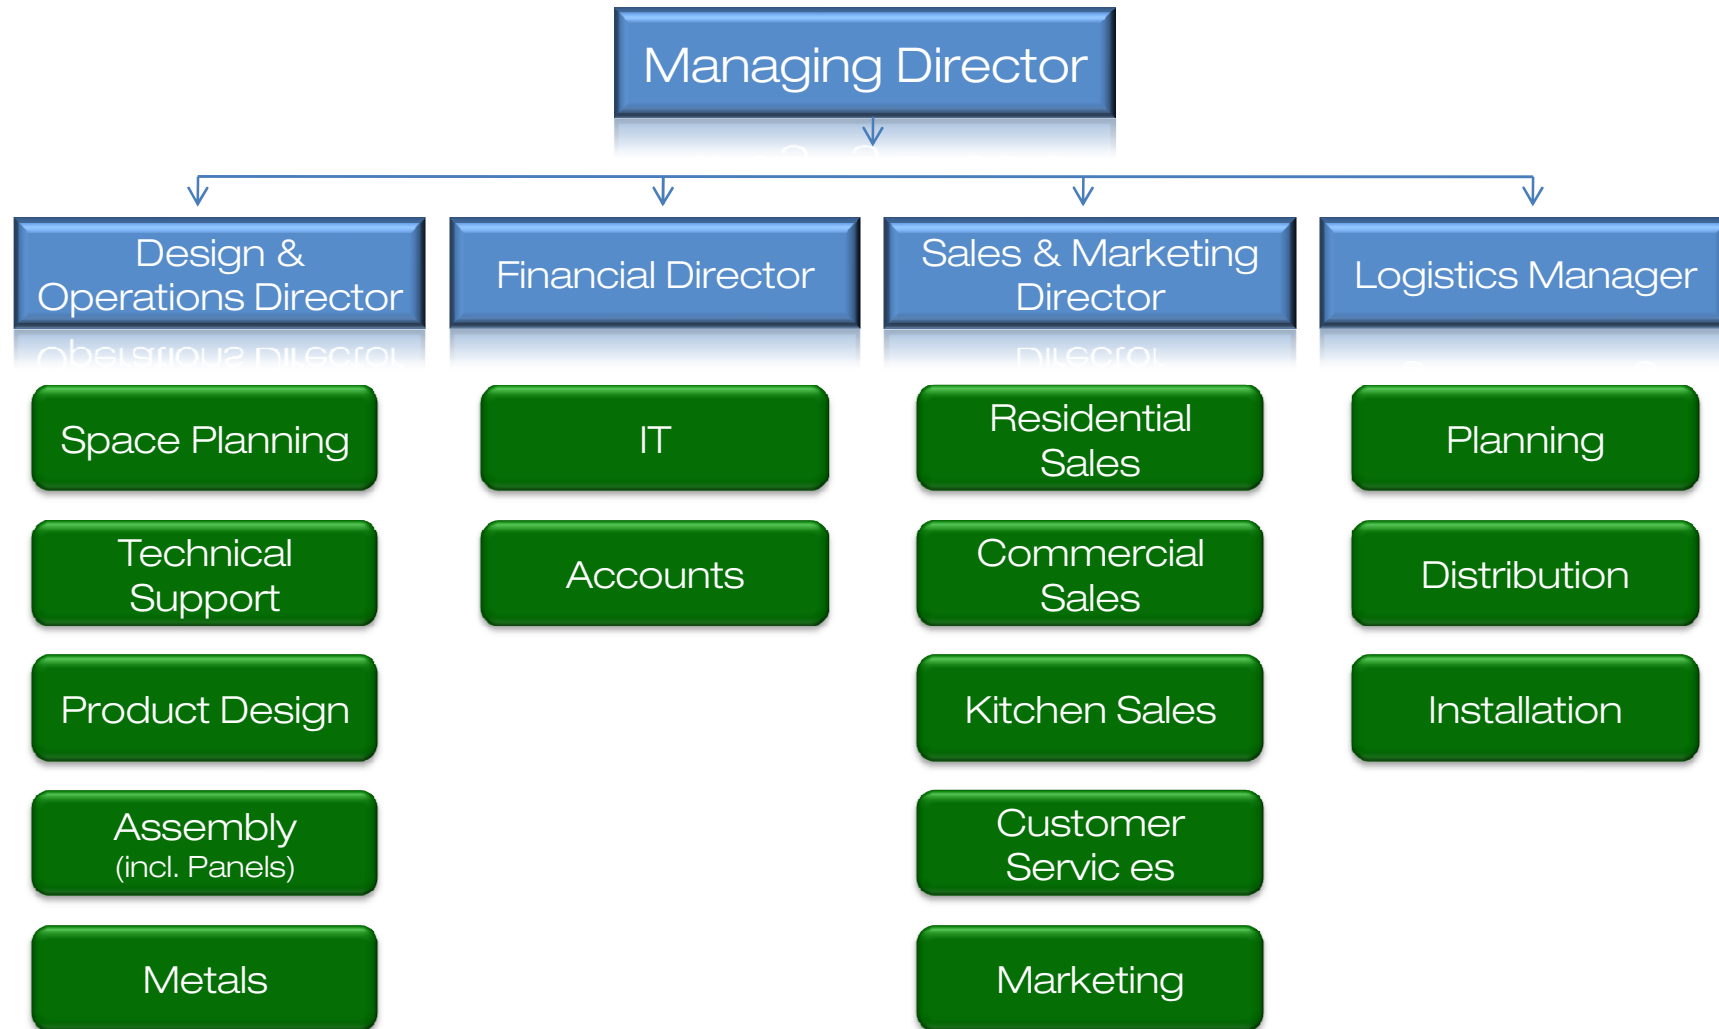 Managing Director
Design &
Operations Director
Financial Director
Sales & Marketing
Director
Logistics Manager
Space Planning
IT
Residential
Sales
Planning
Technical
Support
Accounts
Commercial
Sales
Distribution
Product Design
Kitchen Sales
Installation
Assembly
(incl. Panels)
Customer
Servic es
Metals
Marketing